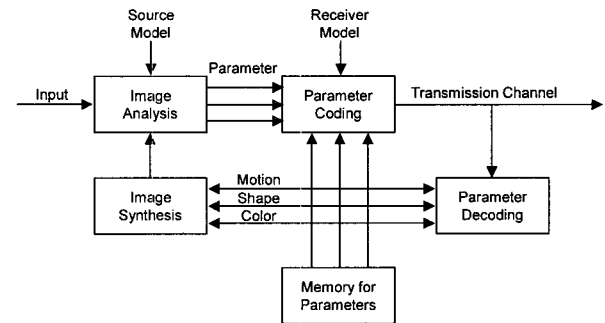 Source
Model
Receiver
Model
Parameter
Input
Image
Analysis
Parameter
Coding
Transmission Channel
Image
Synthesis
Motion
Shape
Color
Parameter
Decoding
Memory for
Parameters